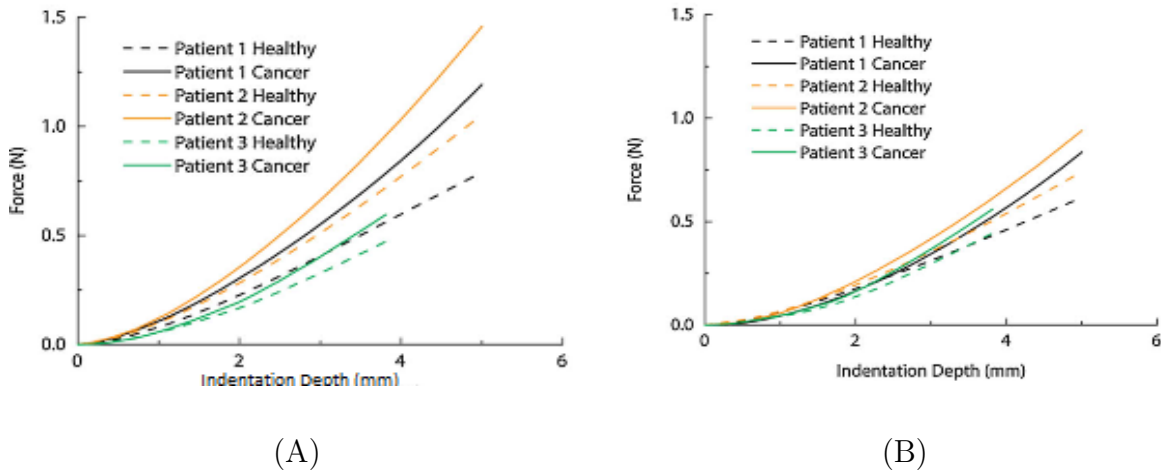 1.5
Patient 1 Healthy
Patient 1 Cancer
Patient 2 Healthy
Patient 2 Cancer
Patient 3 Healthy
Patient 3 Cancer
1.0
0.5
0.0
Force (N)
0
2
4
6
Indentation Depth (mm)
(A)
1.5
Patient 1 Healthy
Patient 1 Cancer
Patient 2 Healthy
Patient 2 Cancer
Patient 3 Healthy
Patient 3 Cancer
1.0
0.5
0.0
Force (N)
0
2
4
6
Indentation Depth (mm)
(B)